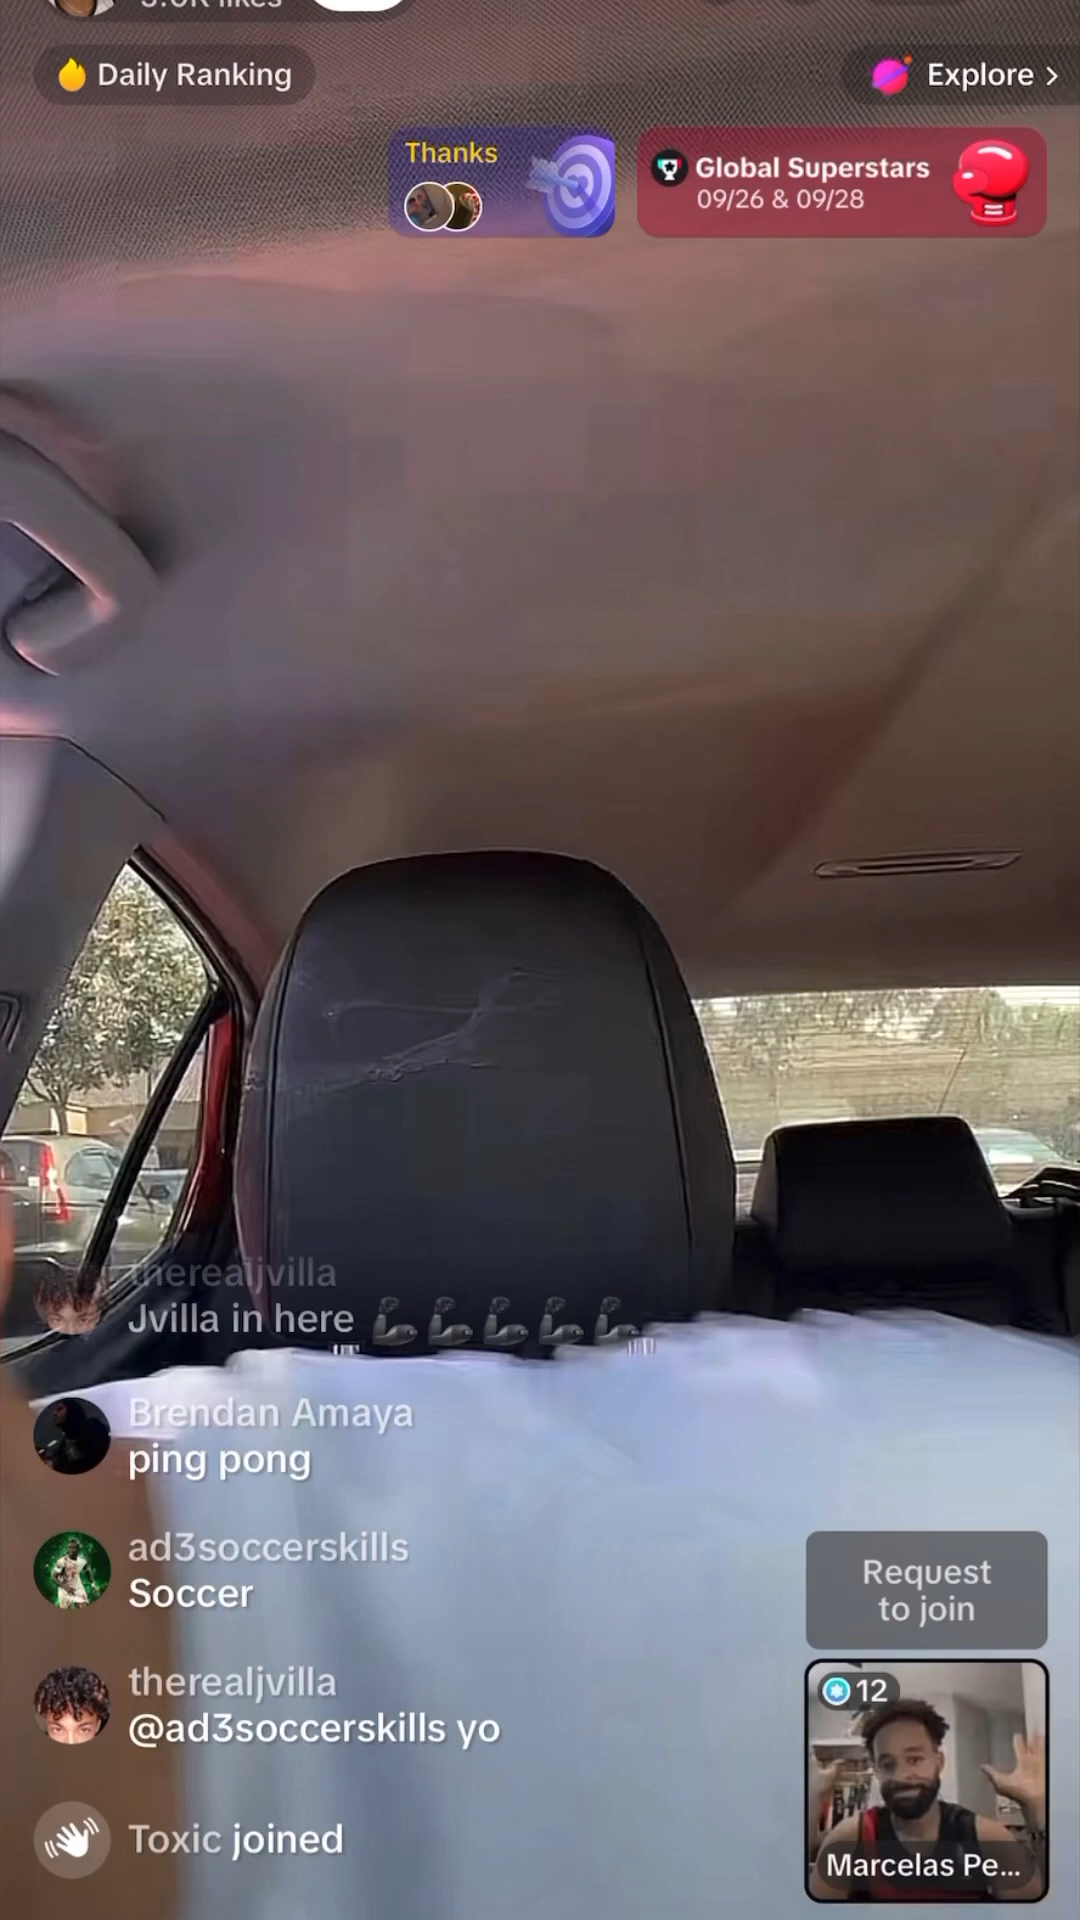 Daily Ranking
Explore >
Thanks
Global Superstars
09/26 & 09/28
therealjvilla
Jvilla in here 💪💪💪💪💪
Brendan Amaya
ping pong
ad3soccerskills
Soccer
Request
to join
therealjvilla
@ad3soccerskills yo
12
Toxic joined
Marcelas Pe...